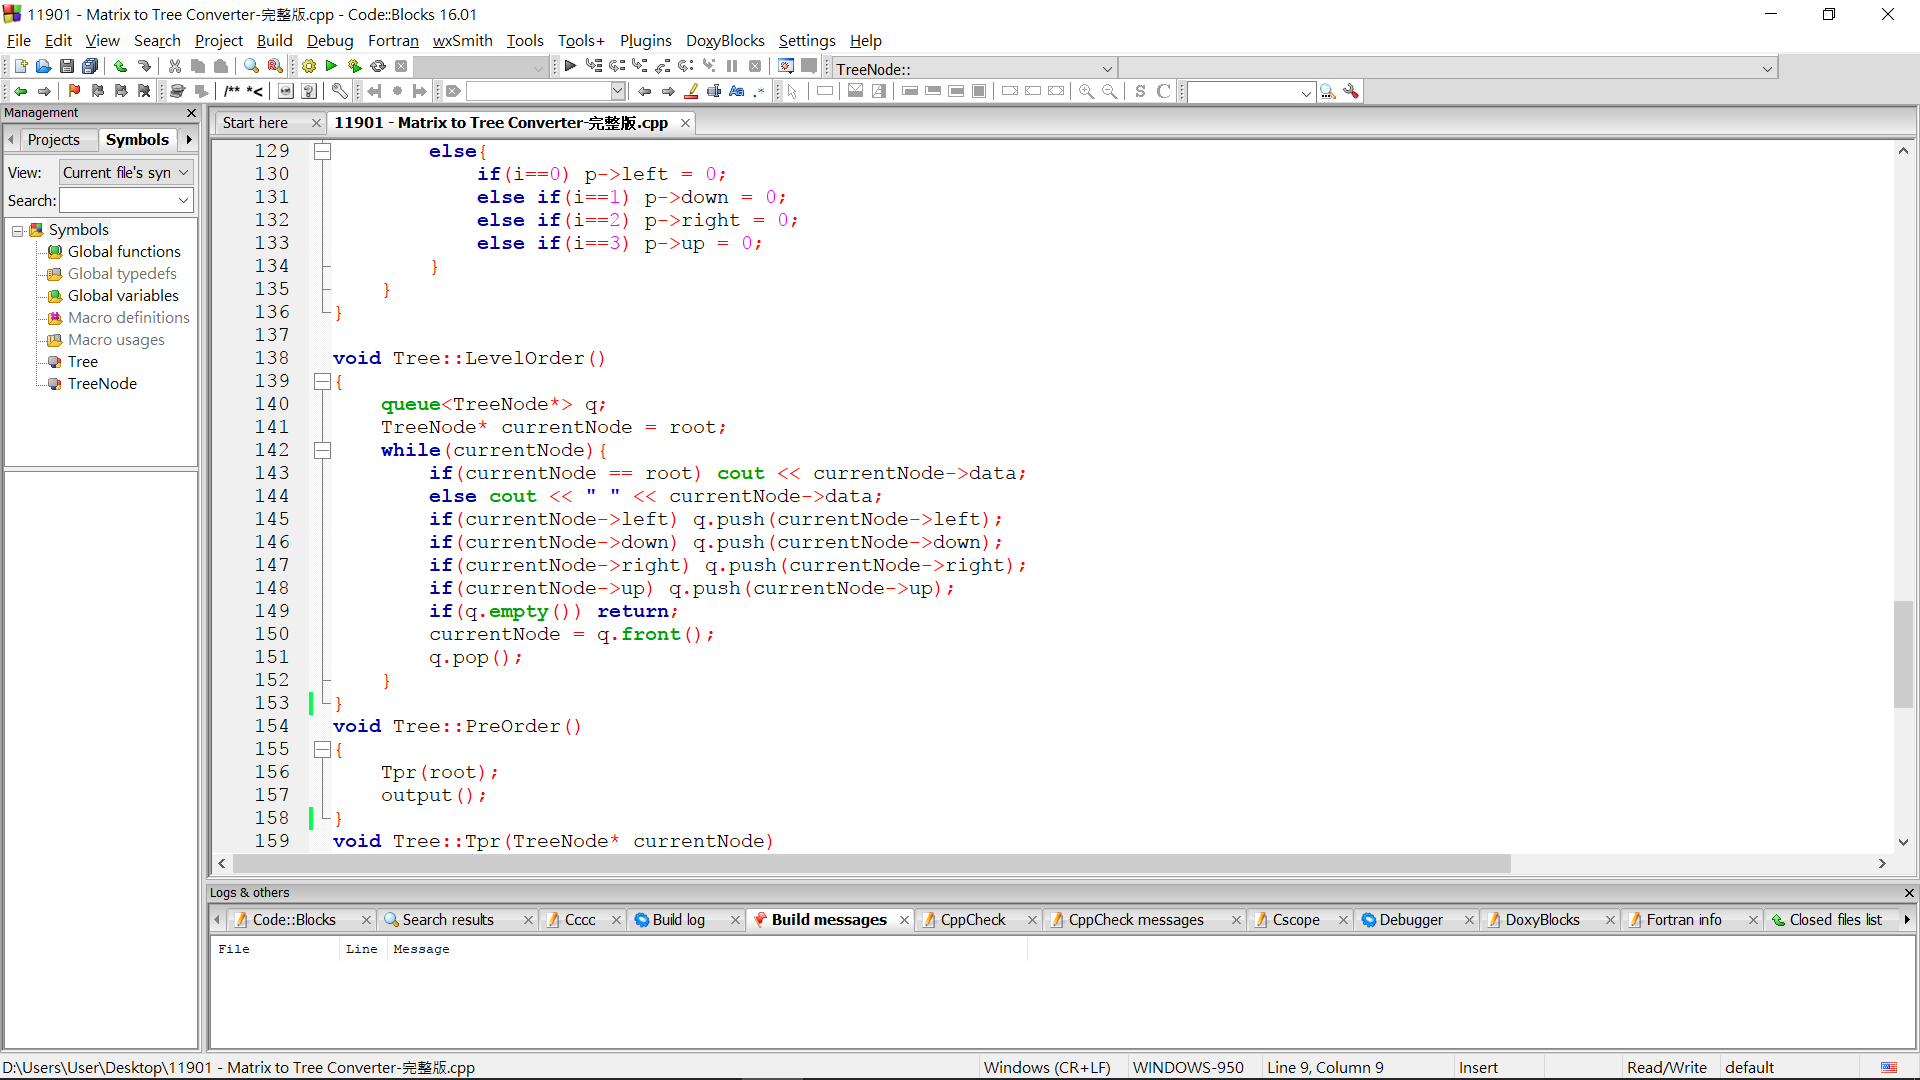 11901 - Matrix to Tree Converter-完整版.cpp - Code::Blocks 16.01
File Edit View Search Project Build Debug Fortran wxSmith Tools Tools+ Plugins DoxyBlocks Settings Help
TreeNode::
/** *<
S C
Management
Projects Symbols
View: Current file's syn
Search:
Symbols
Global functions
Global typedefs
Global variables
Macro definitions
Macro usages
Tree
TreeNode
Start here 11901 - Matrix to Tree Converter-完整版.cpp
129 else{
130 if(i==0) p->left = 0;
131 else if(i==1) p->down = 0;
132 else if(i==2) p->right = 0;
133 else if(i==3) p->up = 0;
134 }
135 }
136 }
137
138 void Tree::LevelOrder()
139 {
140 queue<TreeNode*> q;
141 TreeNode* currentNode = root;
142 while(currentNode){
143 if(currentNode == root) cout << currentNode->data;
144 else cout << " " << currentNode->data;
145 if(currentNode->left) q.push(currentNode->left);
146 if(currentNode->down) q.push(currentNode->down);
147 if(currentNode->right) q.push(currentNode->right);
148 if(currentNode->up) q.push(currentNode->up);
149 if(q.empty()) return;
150 currentNode = q.front();
151 q.pop();
152 }
153 }
154 void Tree::PreOrder()
155 {
156 Tpr(root);
157 output();
158 }
159 void Tree::Tpr(TreeNode* currentNode)
Logs & others
Code::Blocks Search results Cccc Build log Build messages CppCheck CppCheck messages Cscope Debugger DoxyBlocks Fortran info Closed files list
File Line Message
D:\Users\User\Desktop\11901 - Matrix to Tree Converter-完整版.cpp Windows (CR+LF) WINDOWS-950 Line 9, Column 9 Insert Read/Write default